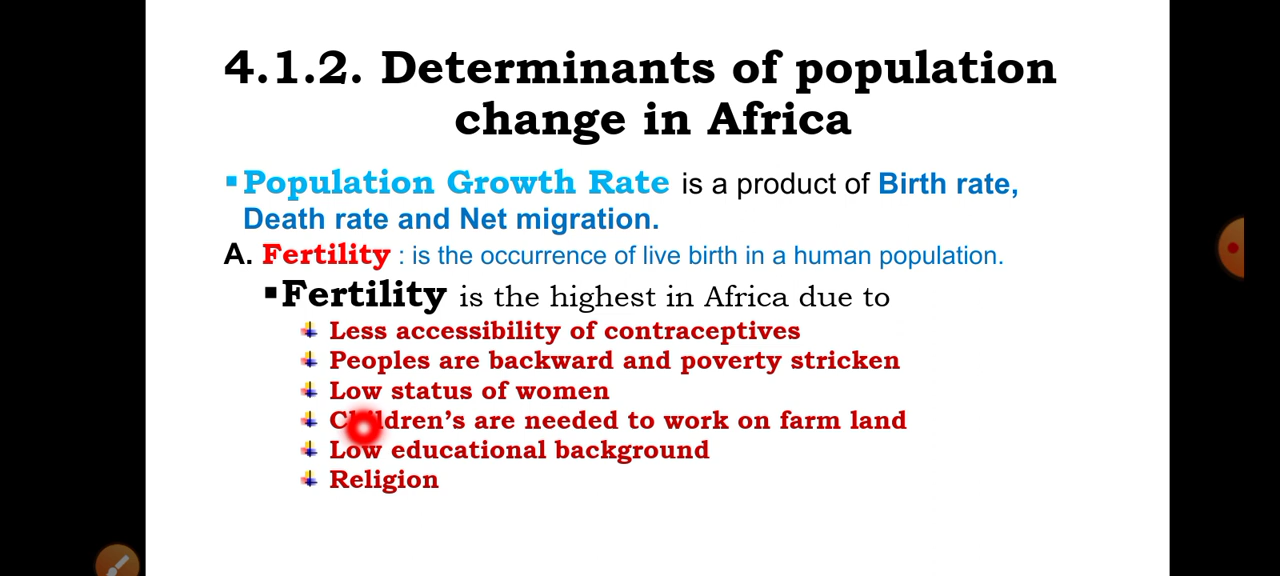 4.1.2. Determinants of population
change in Africa
Population Growth Rate is a product of Birth rate,
Death rate and Net migration.
A. Fertility : is the occurrence of live birth in a human population.
Fertility is the highest in Africa due to
Less accessibility of contraceptives
Peoples are backward and poverty stricken
Low status of women
Children's are needed to work on farm land
Low educational background
Religion